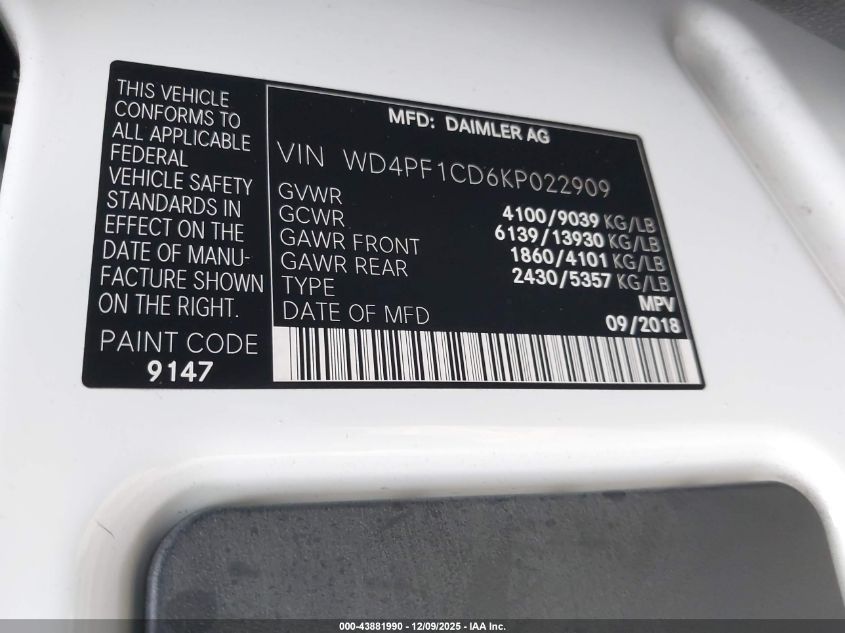 THIS VEHICLE
CONFORMS TO
ALL APPLICABLE
FEDERAL
VEHICLE SAFETY
STANDARDS IN
EFFECT ON THE
DATE OF MANU-
FACTURE SHOWN
ON THE RIGHT.
PAINT CODE
9147
MFD: DAIMLER AG
VIN WD4PF1CD6KP022909
GVWR 4100/9039 KG/LB
GCWR 6139/13930 KG/LB
GAWR FRONT 1860/4101 KG/LB
GAWR REAR 2430/5357 KG/LB
TYPE MPV
DATE OF MFD 09/2018
000-43881990 - 12/09/2025 - IAA Inc.